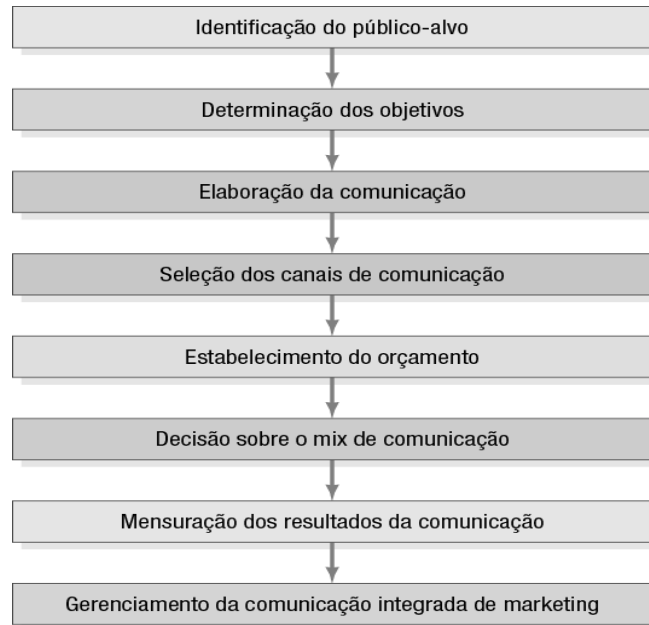 Identificação do público-alvo
Determinação dos objetivos
Elaboração da comunicação
Seleção dos canais de comunicação
Estabelecimento do orçamento
Decisão sobre o mix de comunicação
Mensuração dos resultados da comunicação
Gerenciamento da comunicação integrada de marketing